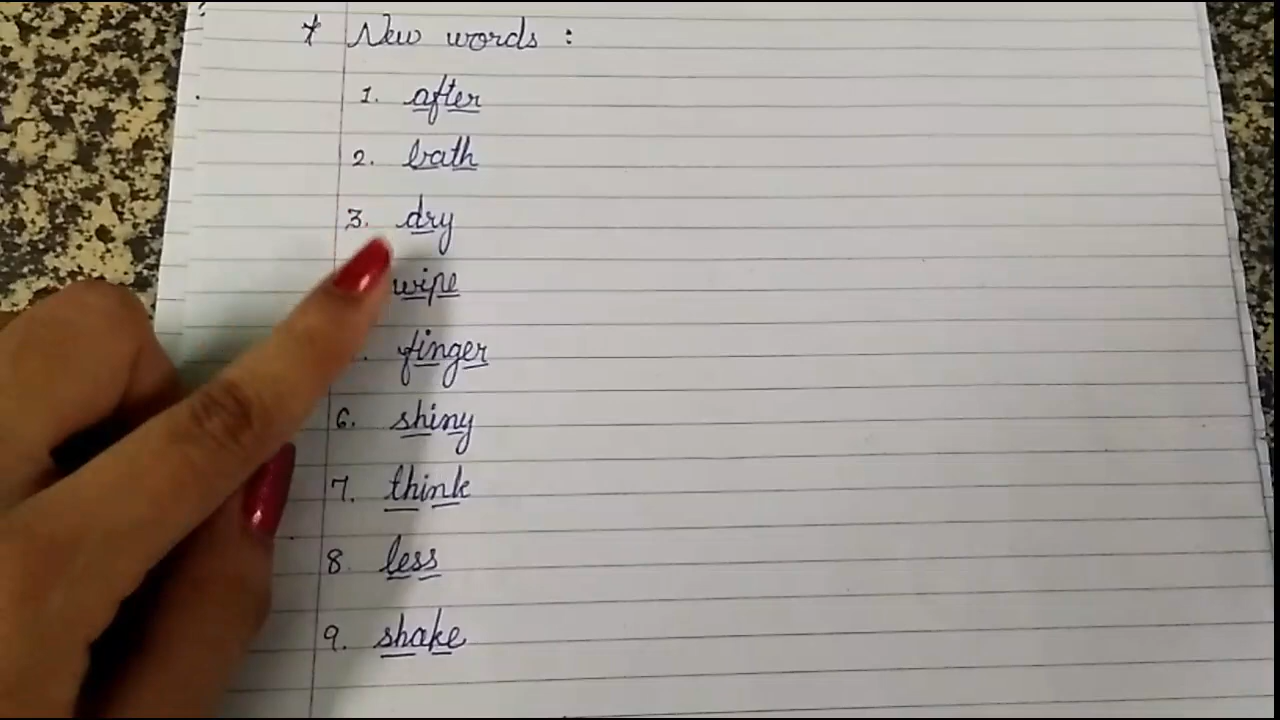 * New words :
1. after
2. bath
3. dry
wipe
. finger
6. shiny
7. think
8. less
9. shake